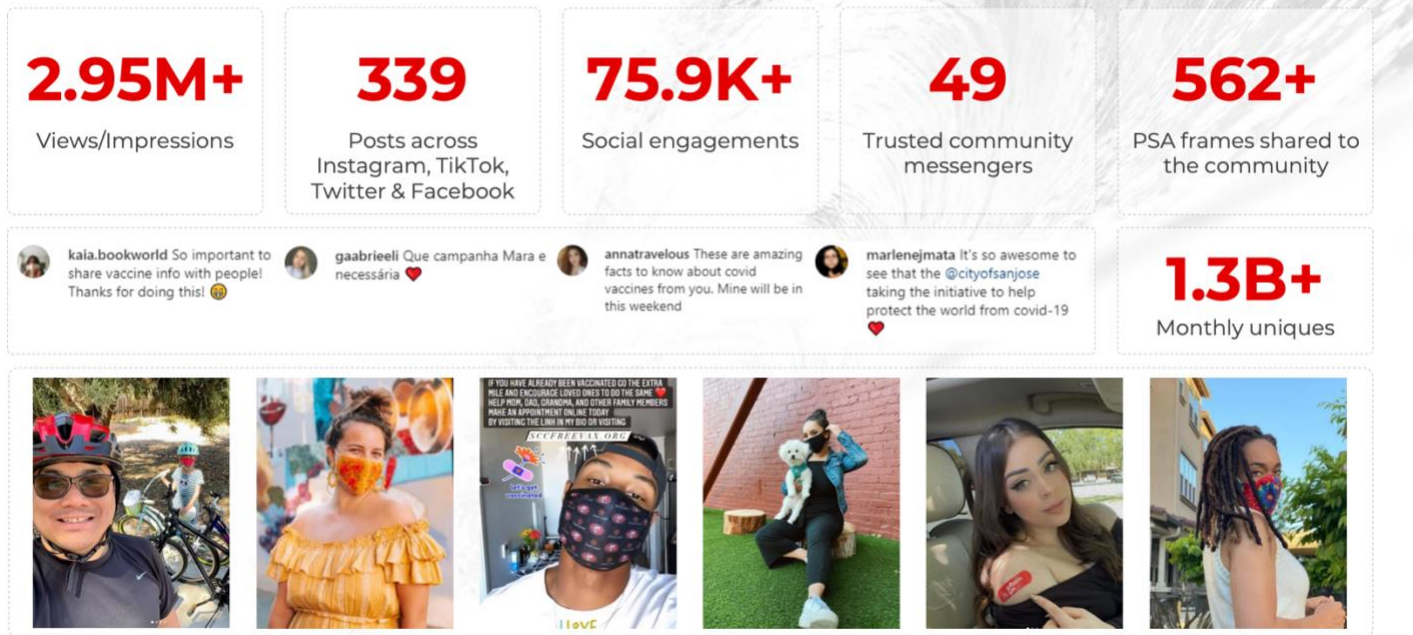 2.95M+
Views/Impressions
339
Posts across
Instagram, TikTok,
Twitter & Facebook
75.9K+
Social engagements
49
Trusted community
messengers
562+
PSA frames shared to
the community
kaia.bookworld So important to
share vaccine info with people!
Thanks for doing this! 😁
gaabrieeli Que campanha Mara e
necessária ❤️
annatravelous These are amazing
facts to know about covid
vaccines from you. Mine will be in
this weekend
marlenejmata It's so awesome to
see that the @cityofsanjose
taking the initiative to help
protect the world from covid-19
❤️
1.3B+
Monthly uniques
IF YOU HAVE ALREADY BEEN VACCINATED GO THE EXTRA
MILE AND ENCOURAGE LOVED ONES TO DO THE SAME ❤️
HELP MOM, DAD, GRANDMA, AND OTHER FAMILY MEMBERS
MAKE AN APPOINTMENT ONLINE TODAY
BY VISITING THE LINK IN MY BIO OR VISITING
SCCFREEVAX.ORG
let's get
vaccinated
I LOVE